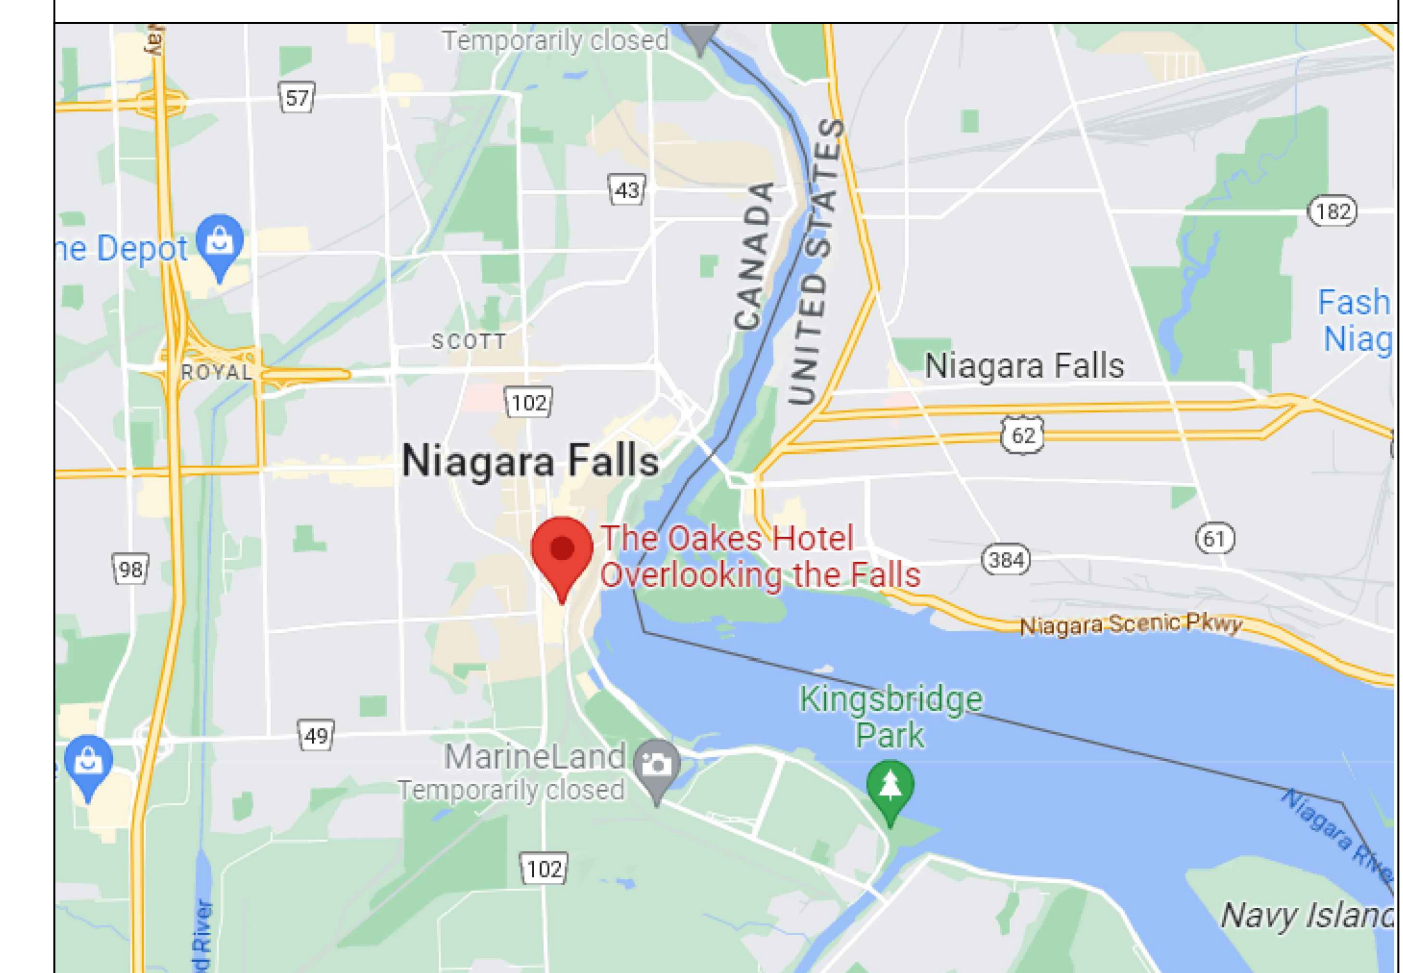 Temporarily closed
57
43
182
CANADA
UNITED STATES
Depot
Fash
Niag
SCOTT
Niagara Falls
ROYAL
102
62
Niagara Falls
The Oakes Hotel
Overlooking the Falls
61
384
98
Niagara Scenic Pkwy
Kingsbridge
Park
49
MarineLand
Temporarily closed
Niagara River
102
Navy Island
River